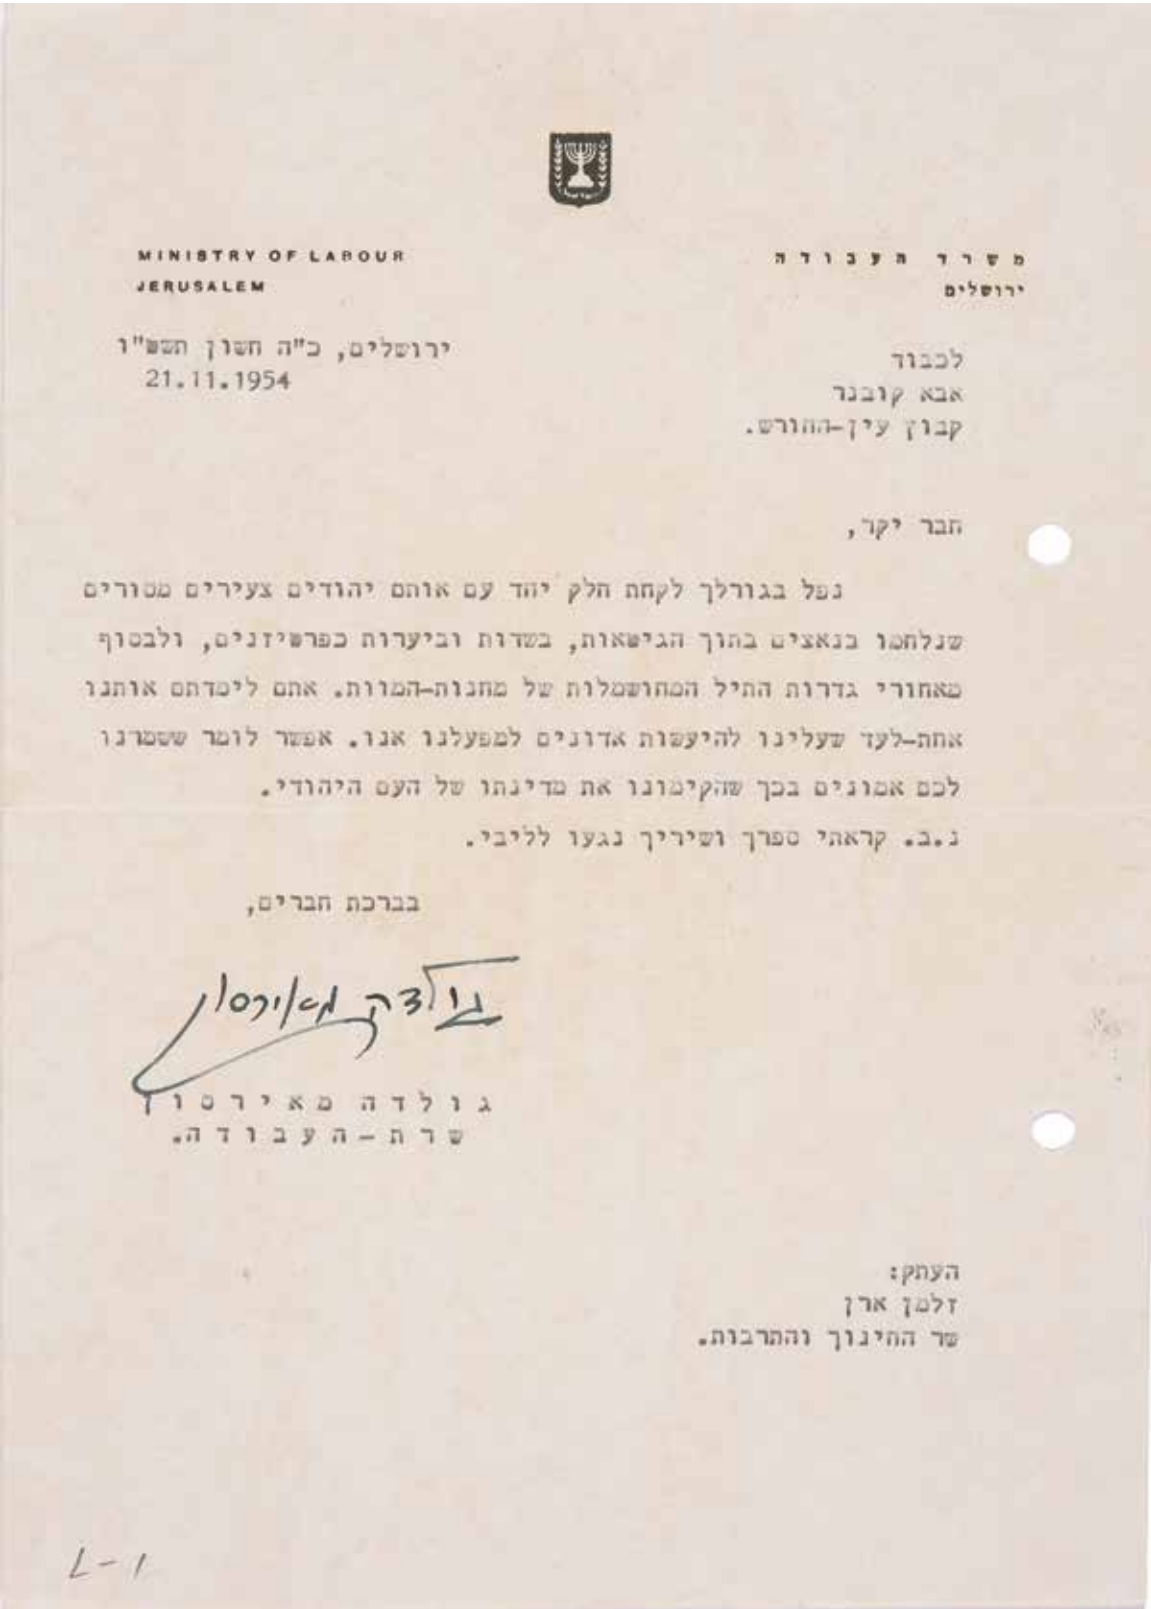 MINISTRY OF LABOUR
JERUSALEM
משרד העבודה
ירושלים
ירושלים, כ"ה חשון תשט"ו
21.11.1954
לכבוד
אבא קובנר
קבוץ עין-החורש.
חבר יקר,
נפל בגורלך לקחת חלק יחד עם אותם יהודים צעירים מסורים
שנלחמו בנאצים בתוך הגיטאות, בשדות וביערות כפרטיזנים, ולבסוף
מאחורי גדרות התיל המחושמלות של מחנות-המוות. אתם לימדתם אותנו
אחת-לעד שעלינו להיעשות אדונים למפעלנו אנו. אפשר לומר ששמרנו
לכם אמונים בכך שהקימונו את מדינתו של העם היהודי.
נ.ב. קראתי ספרך ושיריך נגעו לליבי.
בברכת חברים,
גולדה מאירסון
גולדה מאירסון
שרת-העבודה.
העתק:
זלמן ארן
שר החינוך והתרבות.
L-1